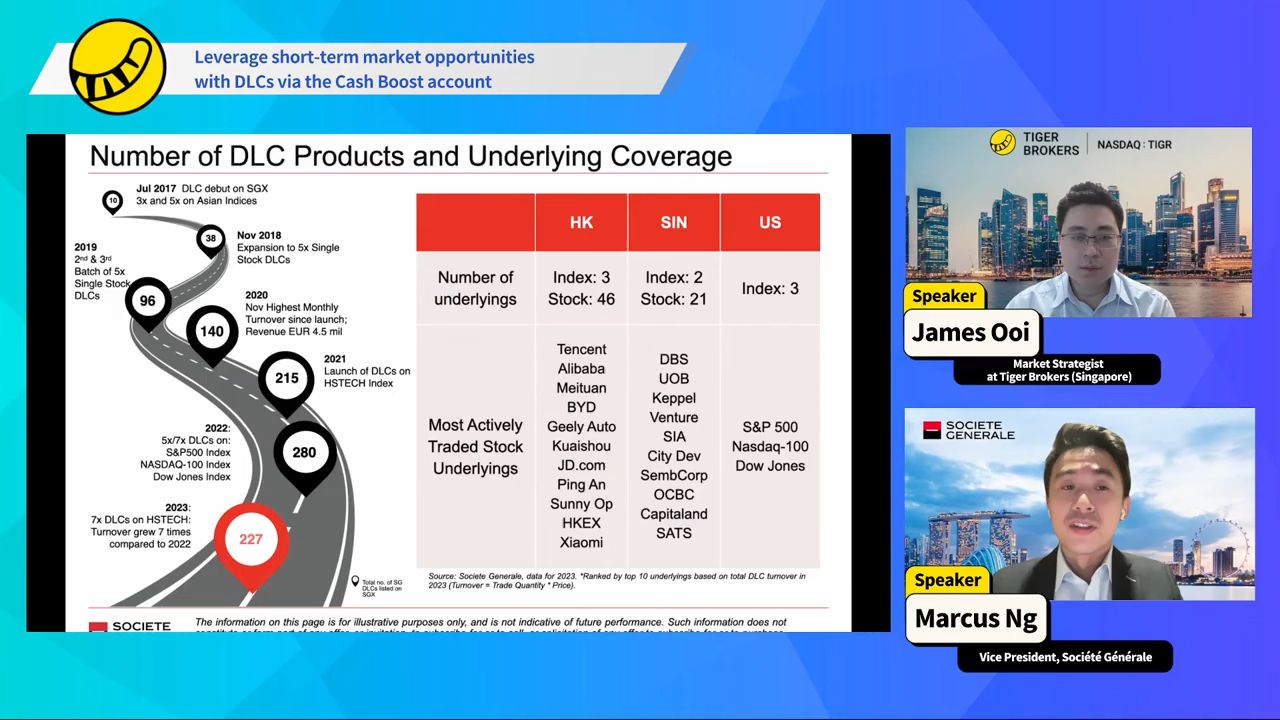 Leverage short-term market opportunities
with DLCs via the Cash Boost account
Number of DLC Products and Underlying Coverage
10
Jul 2017 DLC debut on SGX
3x and 5x on Asian Indices
38
Nov 2018
Expansion to 5x Single
Stock DLCs
2019
2nd & 3rd
Batch of 5x
Single Stock
DLCs
96
2020
Nov Highest Monthly
Turnover since launch;
Revenue EUR 4.5 mil
140
2021
Launch of DLCs on
HSTECH Index
215
2022:
5x/7x DLCs on:
S&P500 Index
NASDAQ-100 Index
Dow Jones Index
280
2023:
7x DLCs on HSTECH:
Turnover grew 7 times
compared to 2022
227
Total no. of SG
DLCs listed on
SGX
HK SIN US
Number of
underlyings
Index: 3
Stock: 46
Index: 2
Stock: 21
Index: 3
Most Actively
Traded Stock
Underlyings
Tencent
Alibaba
Meituan
BYD
Geely Auto
Kuaishou
JD.com
Ping An
Sunny Op
HKEX
Xiaomi
DBS
UOB
Keppel
Venture
SIA
City Dev
SembCorp
OCBC
Capitaland
SATS
S&P 500
Nasdaq-100
Dow Jones
Source: Societe Generale, data for 2023. *Ranked by top 10 underlyings based on total DLC turnover in
2023 (Turnover = Trade Quantity * Price).
SOCIETE
The information on this page is for illustrative purposes only, and is not indicative of future performance. Such information does not
TIGER
BROKERS
NASDAQ : TIGR
Speaker
James Ooi
Market Strategist
at Tiger Brokers (Singapore)
SOCIETE
GENERALE
Speaker
Marcus Ng
Vice President, Société Générale